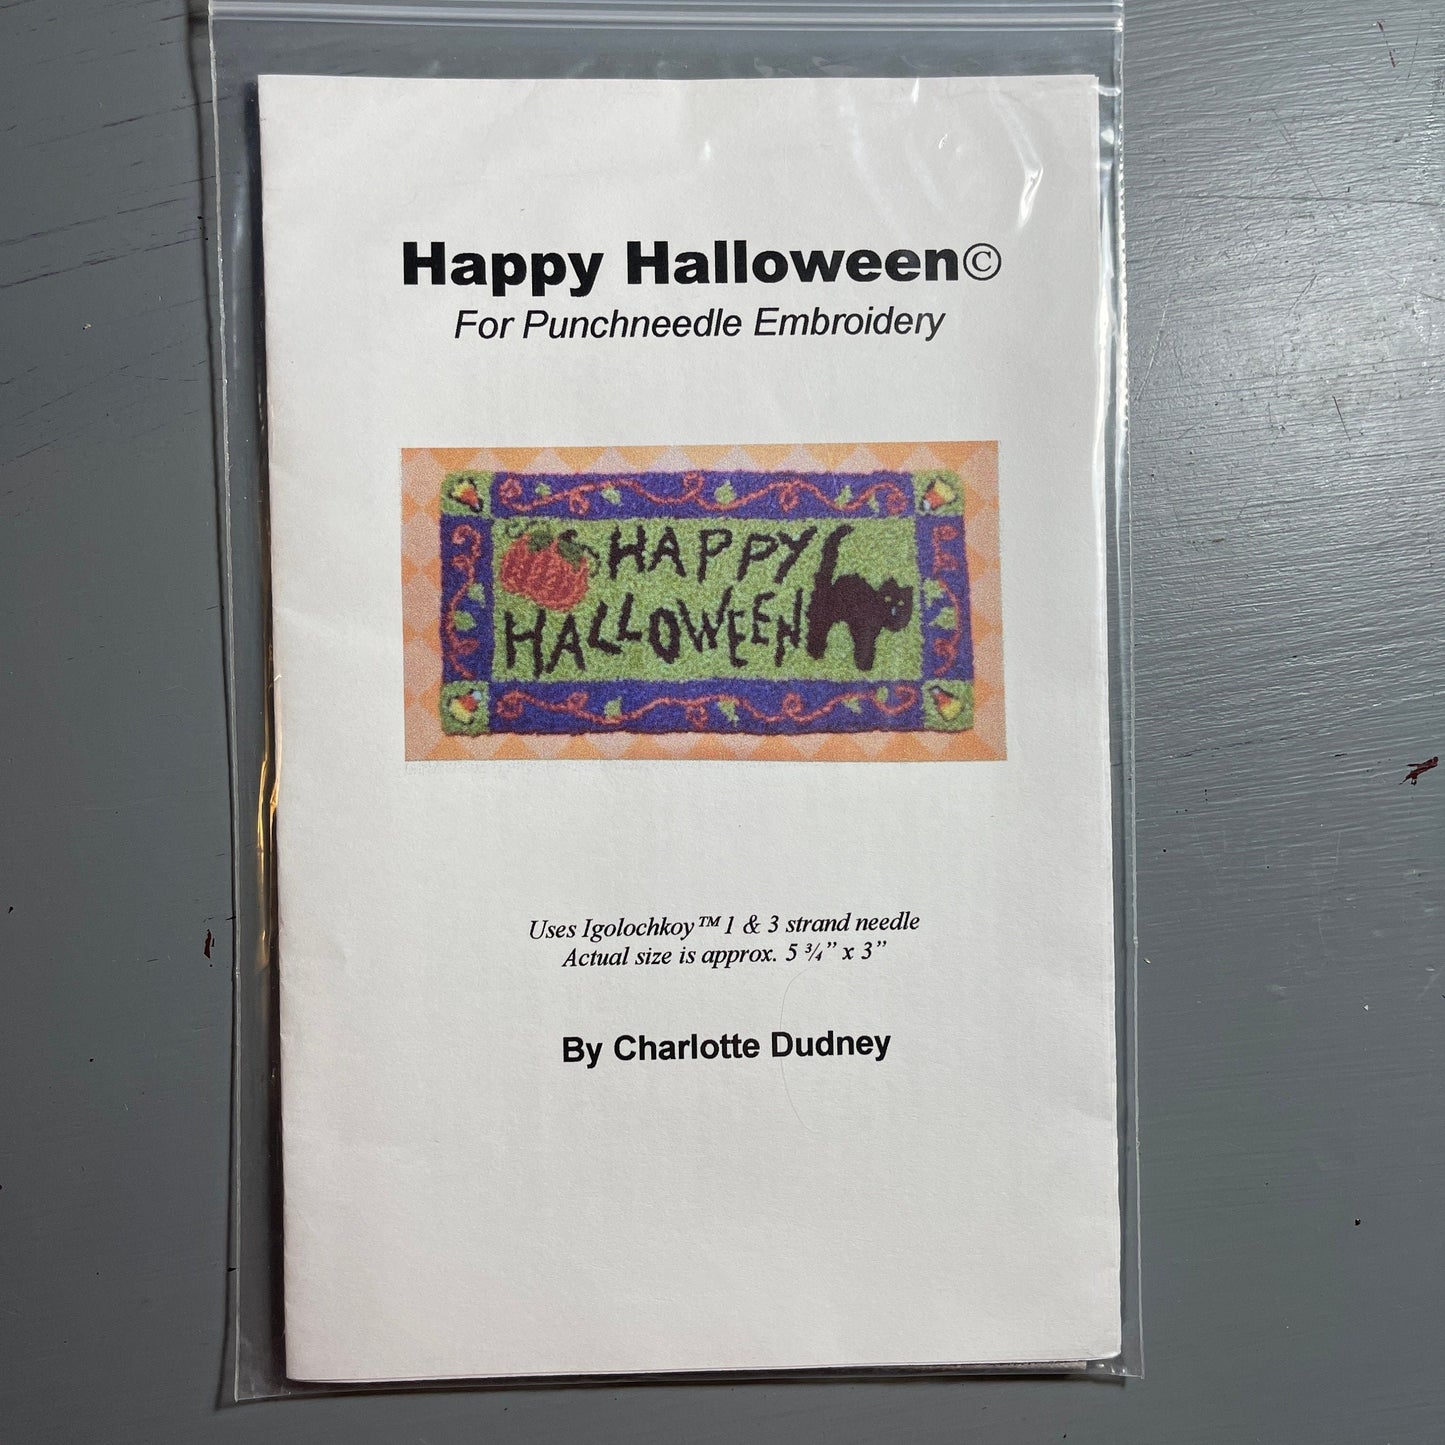 Happy Halloween©
For Punchneedle Embroidery
HAPPY
HALLOWEEN
Uses Igolochkoy™ 1 & 3 strand needle
Actual size is approx. 5 ¾” x 3”
By Charlotte Dudney